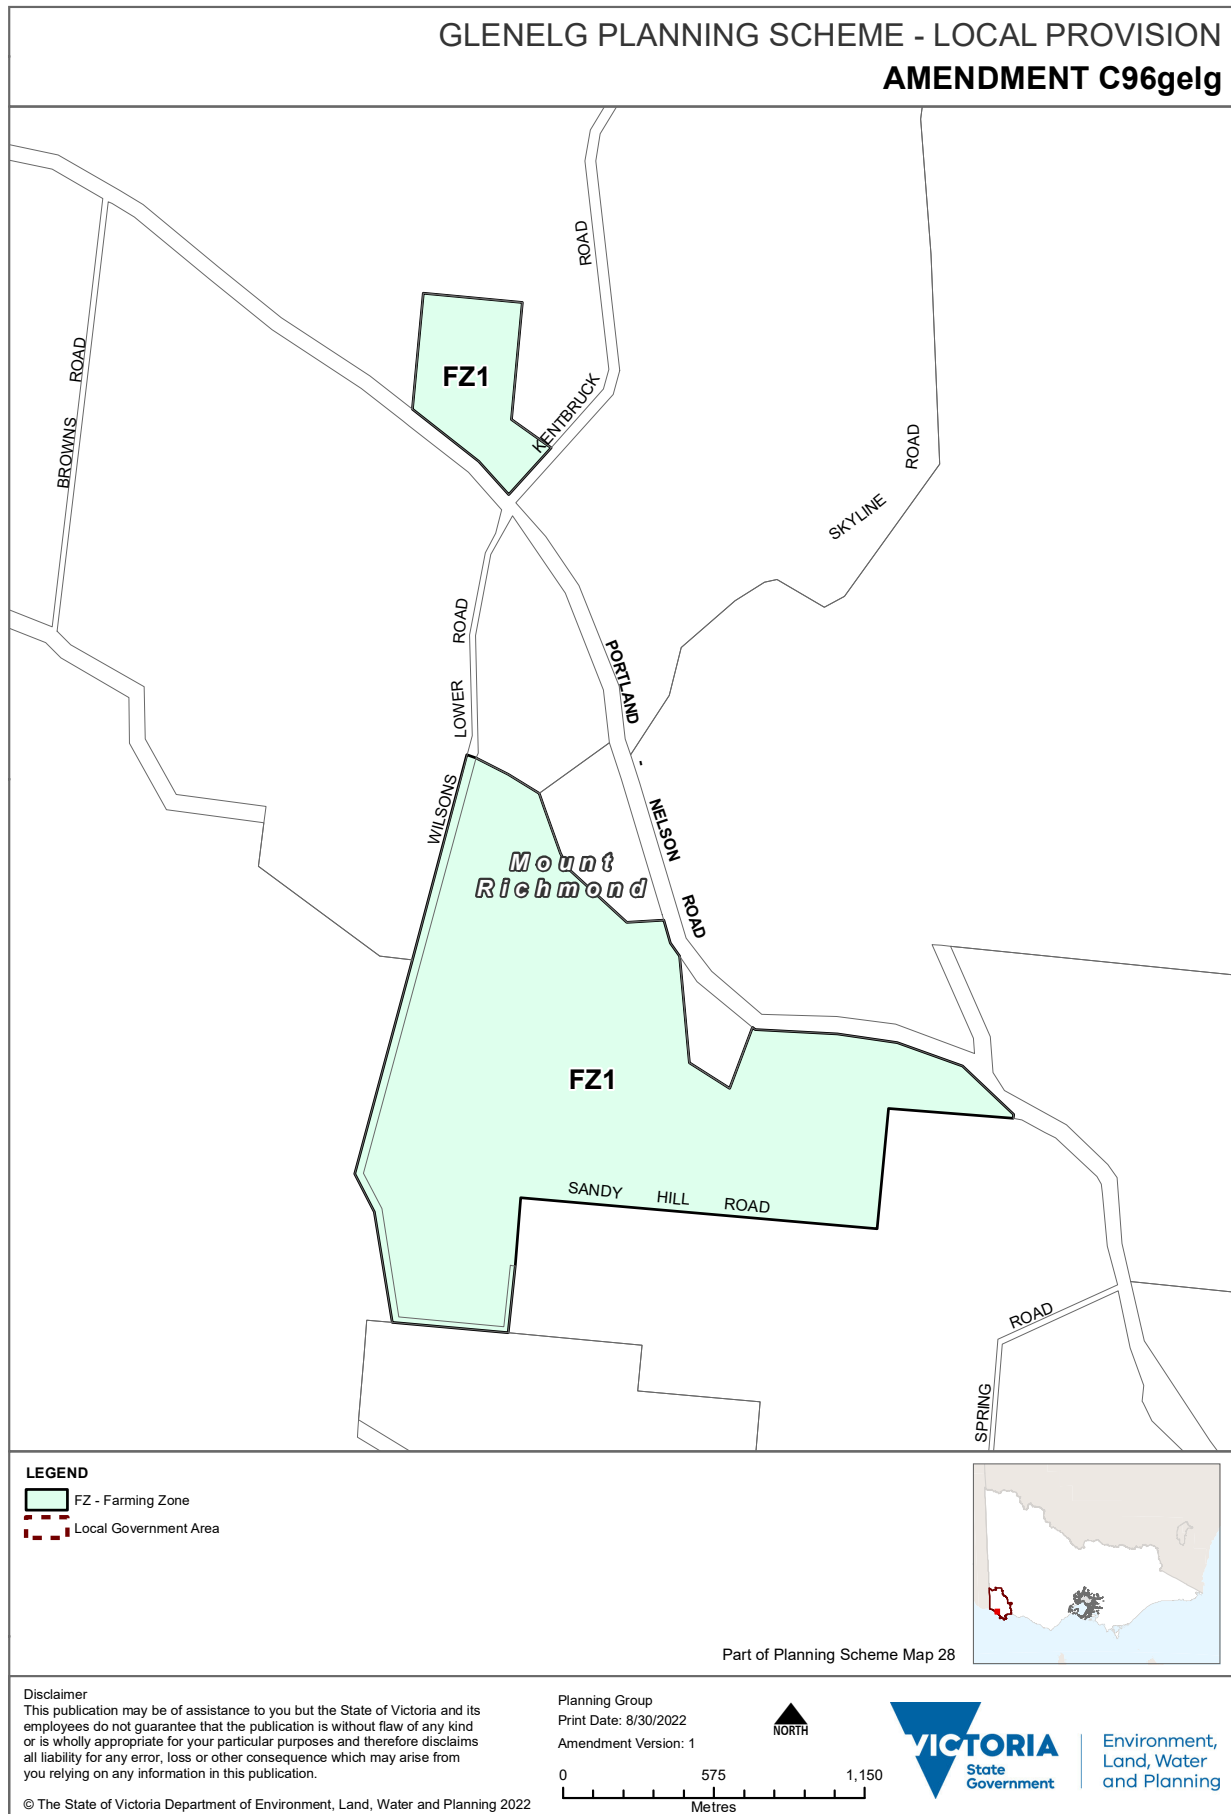 GLENELG PLANNING SCHEME - LOCAL PROVISION
AMENDMENT C96gelg
ROAD
ROAD
BROWNS
FZ1
KENTBRUCK
ROAD
SKYLINE
ROAD
LOWER
WILSONS
PORTLAND
-
NELSON
ROAD
Mount
Richmond
FZ1
SANDY HILL ROAD
ROAD
SPRING
LEGEND
FZ - Farming Zone
Local Government Area
Part of Planning Scheme Map 28
Disclaimer
This publication may be of assistance to you but the State of Victoria and its
employees do not guarantee that the publication is without flaw of any kind
or is wholly appropriate for your particular purposes and therefore disclaims
all liability for any error, loss or other consequence which may arise from
you relying on any information in this publication.
© The State of Victoria Department of Environment, Land, Water and Planning 2022
Planning Group
Print Date: 8/30/2022
Amendment Version: 1
NORTH
0 575 1,150
Metres
VICTORIA
State
Government
Environment,
Land, Water
and Planning